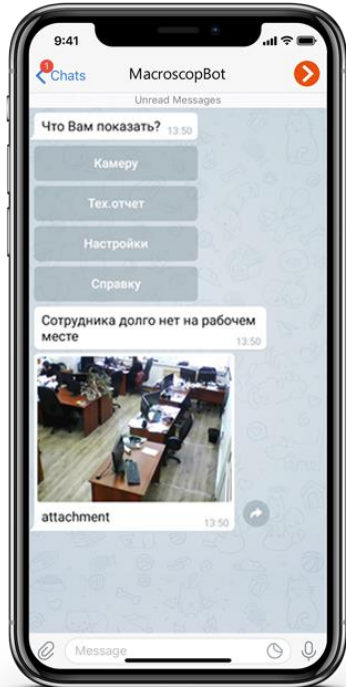 9:41
1
Chats
MacroscopBot
Unread Messages
Что Вам показать? 13:50
Камеру
Тех.отчет
Настройки
Справку
Сотрудника долго нет на рабочем
месте
13:50
attachment
13:50
Message